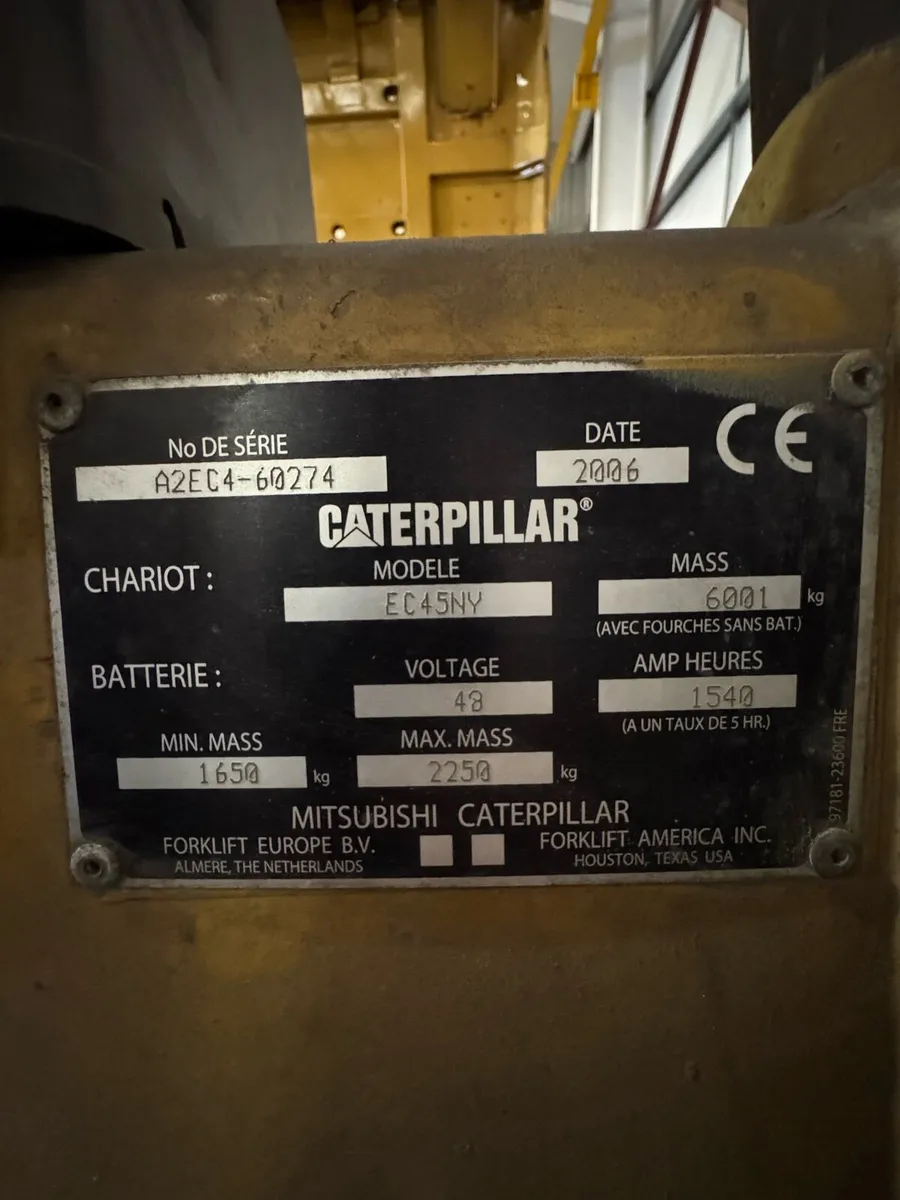 No DE SÉRIE
A2EC4-60274
DATE
2006
CE
CATERPILLAR®
CHARIOT :
MODELE
EC45NY
MASS
6001 kg
(AVEC FOURCHES SANS BAT.)
BATTERIE :
VOLTAGE
48
AMP HEURES
1540
(A UN TAUX DE 5 HR.)
MIN. MASS
1650 kg
MAX. MASS
2250 kg
MITSUBISHI CATERPILLAR
FORKLIFT EUROPE B.V.
ALMERE, THE NETHERLANDS
FORKLIFT AMERICA INC.
HOUSTON, TEXAS USA
97181-23600 FRE